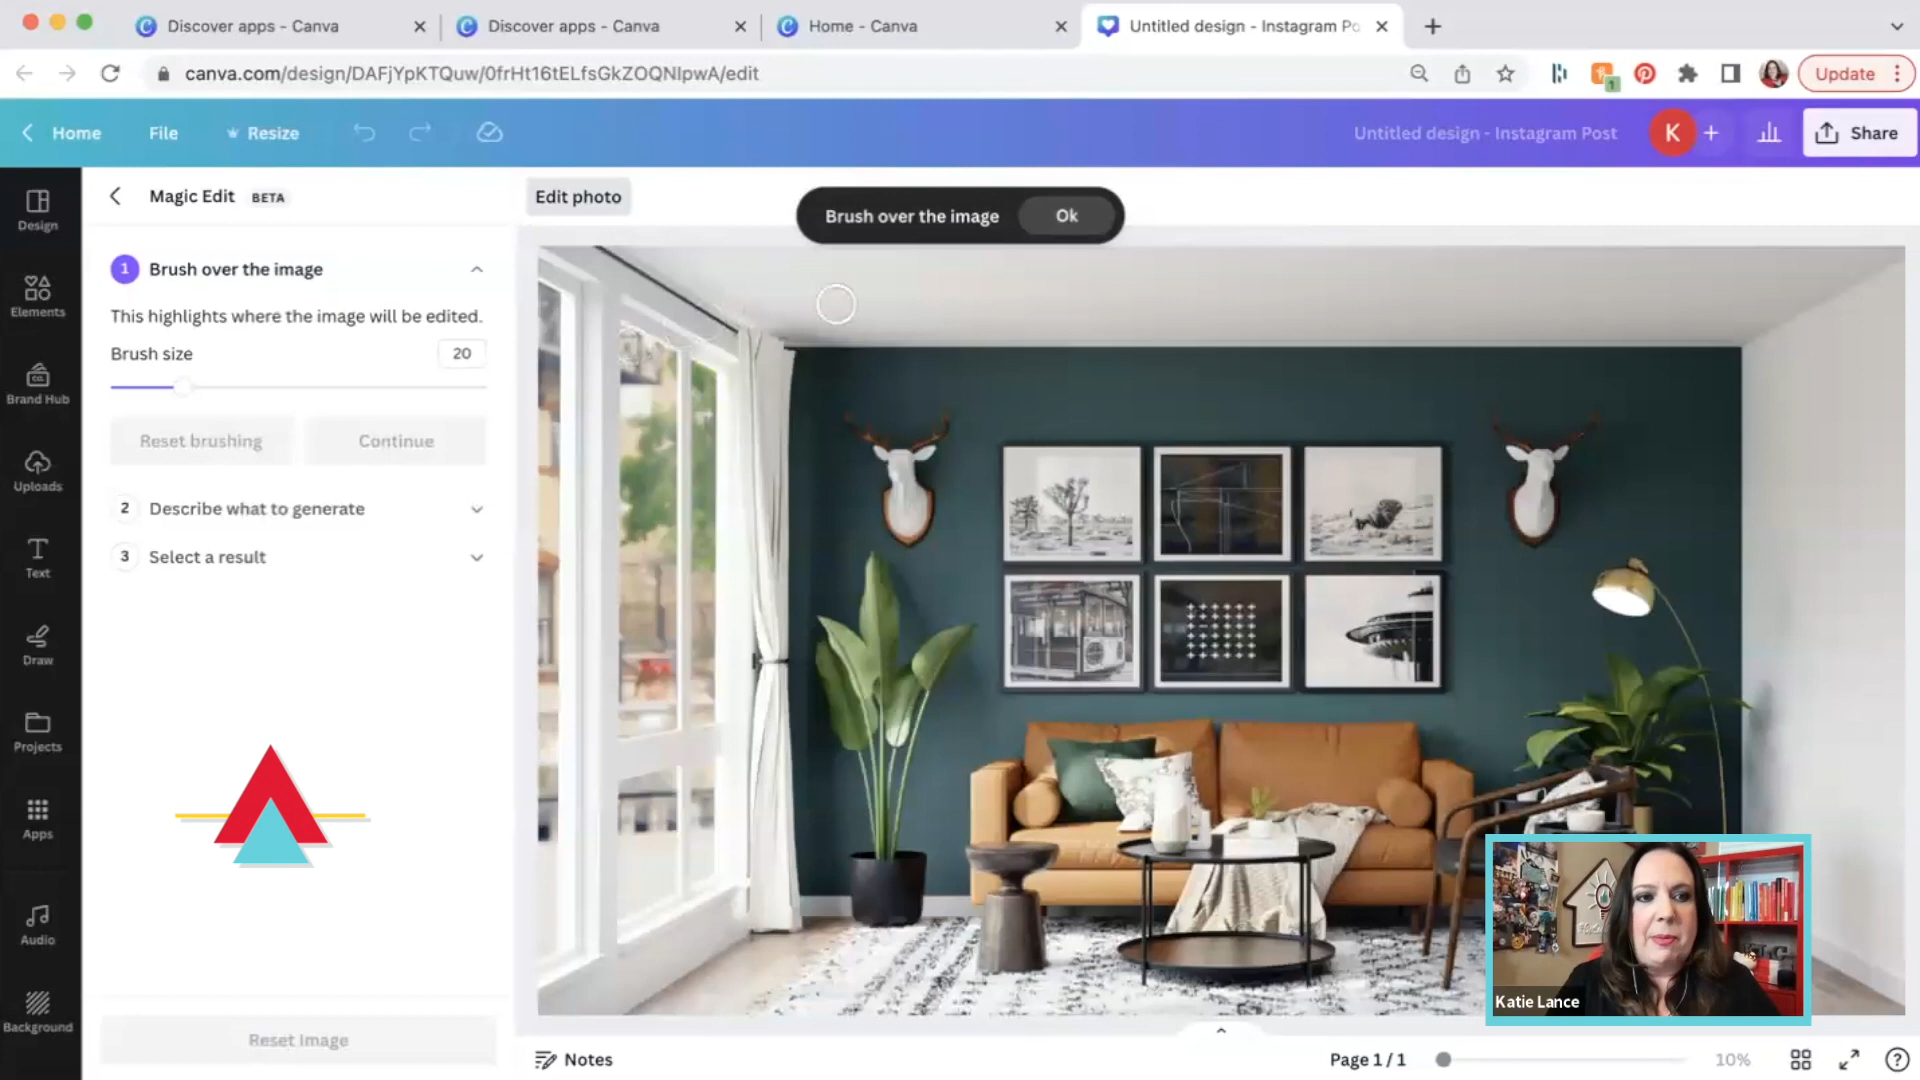 Discover apps - Canva
Discover apps - Canva
Home - Canva
Untitled design - Instagram Po
canva.com/design/DAFjYpKTQuw/0frHt16tELfsGkZOQNIpwA/edit
1
Update
Home
File
Resize
Untitled design - Instagram Post
K
Share
Design
Elements
Brand Hub
Uploads
Text
Draw
Projects
Apps
Audio
Background
Magic Edit BETA
1 Brush over the image
This highlights where the image will be edited.
Brush size 20
Reset brushing
Continue
2 Describe what to generate
3 Select a result
Reset Image
Edit photo
Brush over the image Ok
Katie Lance
Notes
Page 1 / 1
10%